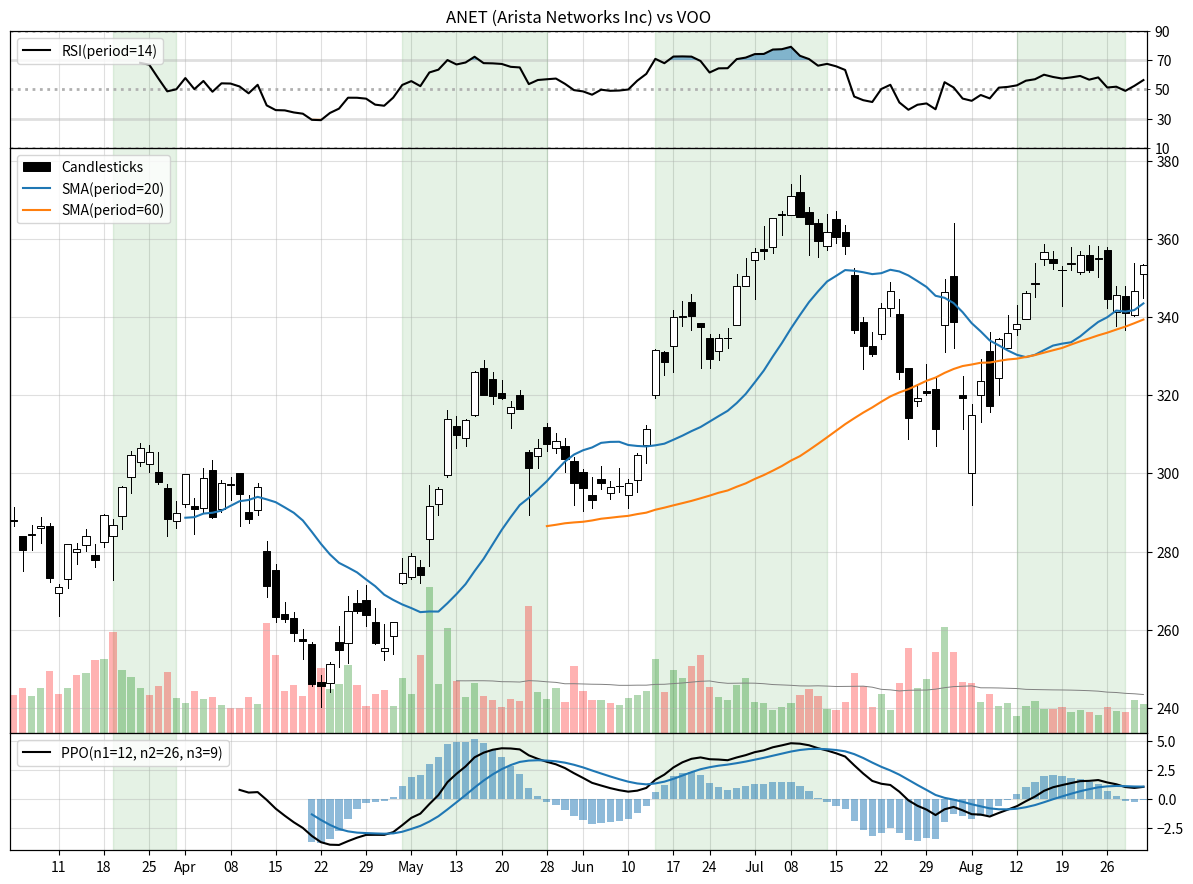 ANET (Arista Networks Inc) vs VOO
RSI(period=14)
90
70
50
30
10
Candlesticks
SMA(period=20)
SMA(period=60)
380
360
340
320
300
280
260
240
PPO(n1=12, n2=26, n3=9)
5.0
2.5
0.0
−2.5
11 18 25 Apr 08 15 22 29 May 13 20 28 Jun 10 17 24 Jul 08 15 22 29 Aug 12 19 26